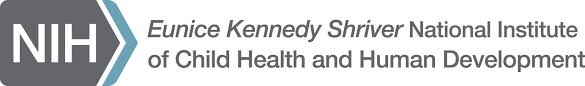 NIH
Eunice Kennedy Shriver National Institute
of Child Health and Human Development